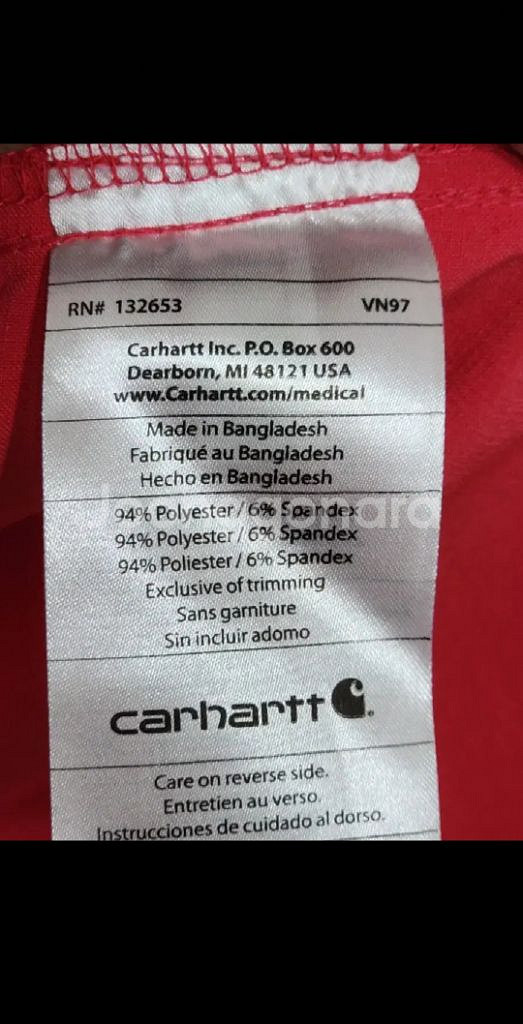 RN# 132653 VN97
Carhartt Inc. P.O. Box 600
Dearborn, MI 48121 USA
www.Carhartt.com/medical
Made in Bangladesh
Fabriqué au Bangladesh
Hecho en Bangladesh
94% Polyester / 6% Spandex
94% Polyester / 6% Spandex
94% Poliester / 6% Spandex
Exclusive of trimming
Sans garniture
Sin incluir adorno
carhartt
Care on reverse side.
Entretien au verso.
Instrucciones de cuidado al dorso.